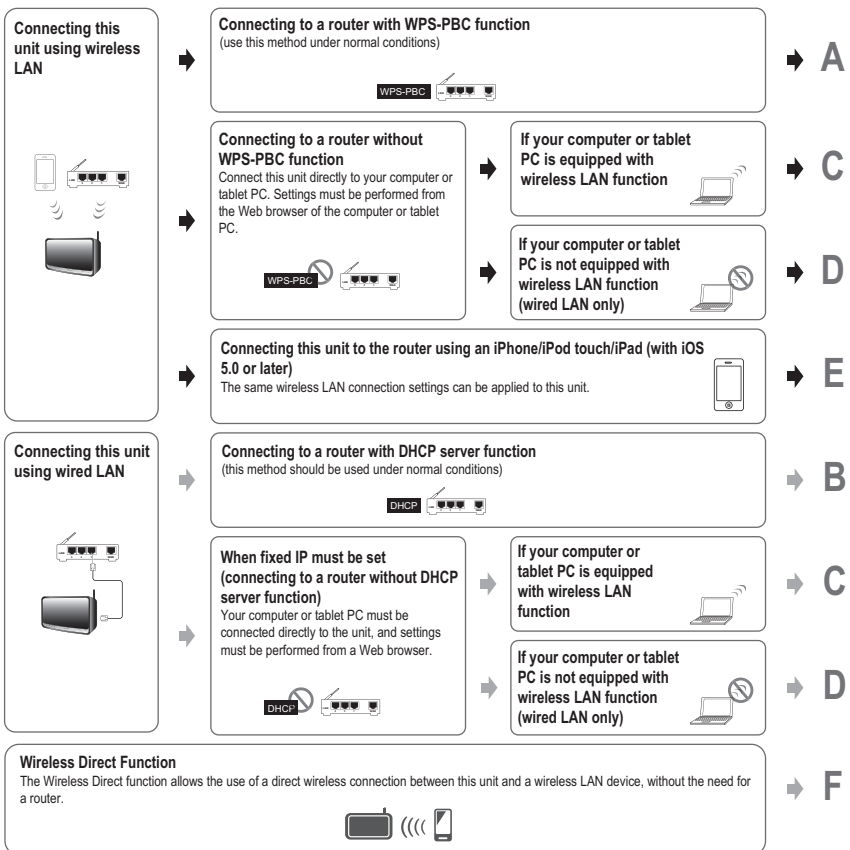 Connecting this
unit using wireless
LAN
Connecting to a router with WPS-PBC function
(use this method under normal conditions)
WPS-PBC
A
Connecting to a router without
WPS-PBC function
Connect this unit directly to your computer or
tablet PC. Settings must be performed from
the Web browser of the computer or tablet
PC.
WPS-PBC
If your computer or tablet
PC is equipped with
wireless LAN function
C
If your computer or tablet
PC is not equipped with
wireless LAN function
(wired LAN only)
D
Connecting this unit to the router using an iPhone/iPod touch/iPad (with iOS
5.0 or later)
The same wireless LAN connection settings can be applied to this unit.
E
Connecting this unit
using wired LAN
Connecting to a router with DHCP server function
(this method should be used under normal conditions)
DHCP
B
When fixed IP must be set
(connecting to a router without DHCP
server function)
Your computer or tablet PC must be
connected directly to the unit, and settings
must be performed from a Web browser.
DHCP
If your computer or
tablet PC is equipped
with wireless LAN
function
C
If your computer or tablet
PC is not equipped with
wireless LAN function
(wired LAN only)
D
Wireless Direct Function
The Wireless Direct function allows the use of a direct wireless connection between this unit and a wireless LAN device, without the need for
a router.
F